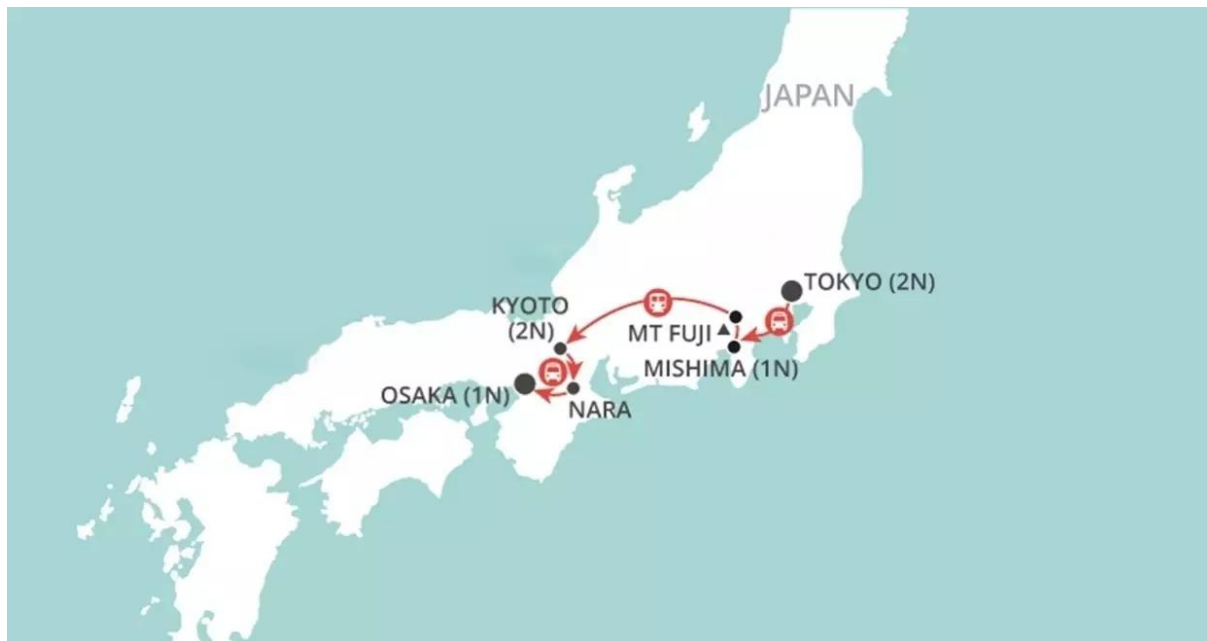 JAPAN
TOKYO (2N)
KYOTO
(2N)
MT FUJI
MISHIMA (1N)
OSAKA (1N)
NARA